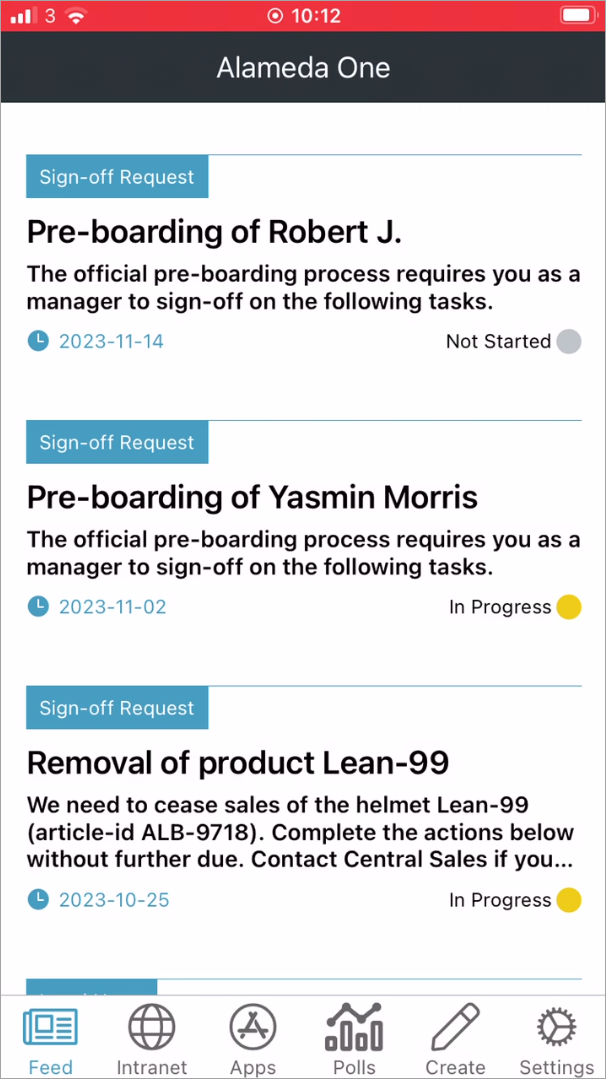 3 10:12
Alameda One
Sign-off Request
Pre-boarding of Robert J.
The official pre-boarding process requires you as a
manager to sign-off on the following tasks.
2023-11-14 Not Started
Sign-off Request
Pre-boarding of Yasmin Morris
The official pre-boarding process requires you as a
manager to sign-off on the following tasks.
2023-11-02 In Progress
Sign-off Request
Removal of product Lean-99
We need to cease sales of the helmet Lean-99
(article-id ALB-9718). Complete the actions below
without further due. Contact Central Sales if you...
2023-10-25 In Progress
Feed Intranet Apps Polls Create Settings